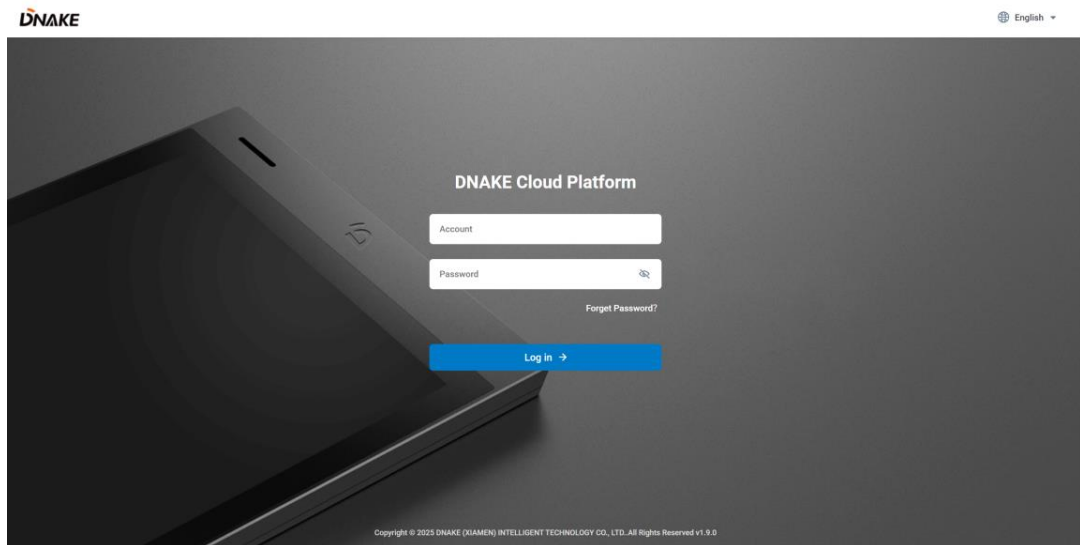 DNAKE
English
DNAKE Cloud Platform
Account
Password
Forget Password?
Log in
Copyright © 2025 DNAKE (XIAMEN) INTELLIGENT TECHNOLOGY CO., LTD..All Rights Reserved v1.9.0